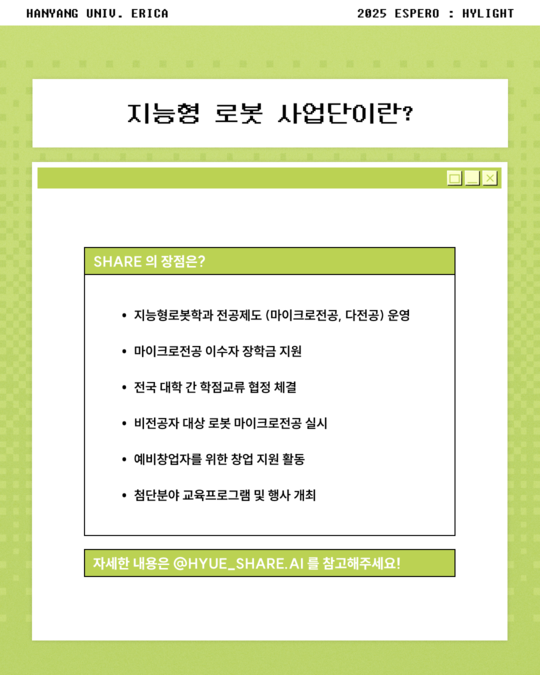 HANYANG UNIV. ERICA
2025 ESPERO : HYLIGHT
지능형 로봇 사업단이란?
SHARE 의 장점은?
• 지능형로봇학과 전공제도 (마이크로전공, 다전공) 운영
• 마이크로전공 이수자 장학금 지원
• 전국 대학 간 학점교류 협정 체결
• 비전공자 대상 로봇 마이크로전공 실시
• 예비창업자를 위한 창업 지원 활동
• 첨단분야 교육프로그램 및 행사 개최
자세한 내용은 @HYUE_SHARE.AI 를 참고해주세요!